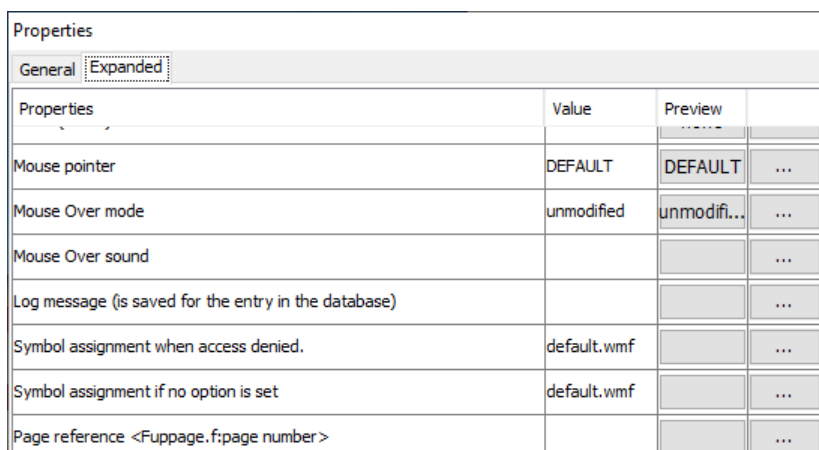 Properties
General Expanded
Properties Value Preview
Mouse pointer DEFAULT DEFAULT ...
Mouse Over mode unmodified unmodifi... ...
Mouse Over sound ...
Log message (is saved for the entry in the database) ...
Symbol assignment when access denied. default.wmf ...
Symbol assignment if no option is set default.wmf ...
Page reference <Fuppage.f:page number> ...